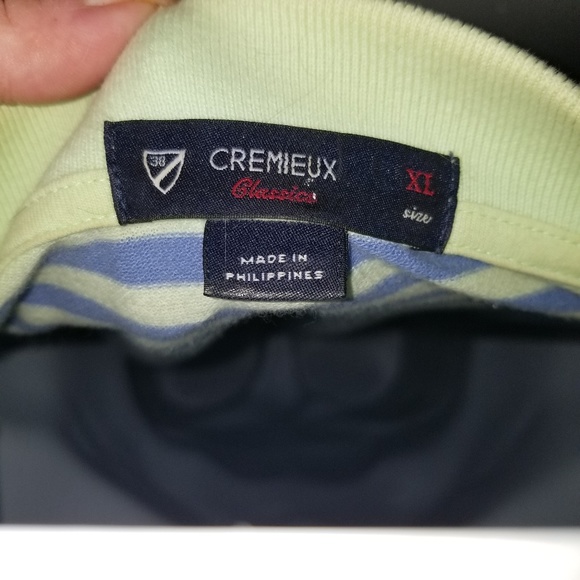 38
CREMIEUX
Classics
XL
size
MADE IN
PHILIPPINES